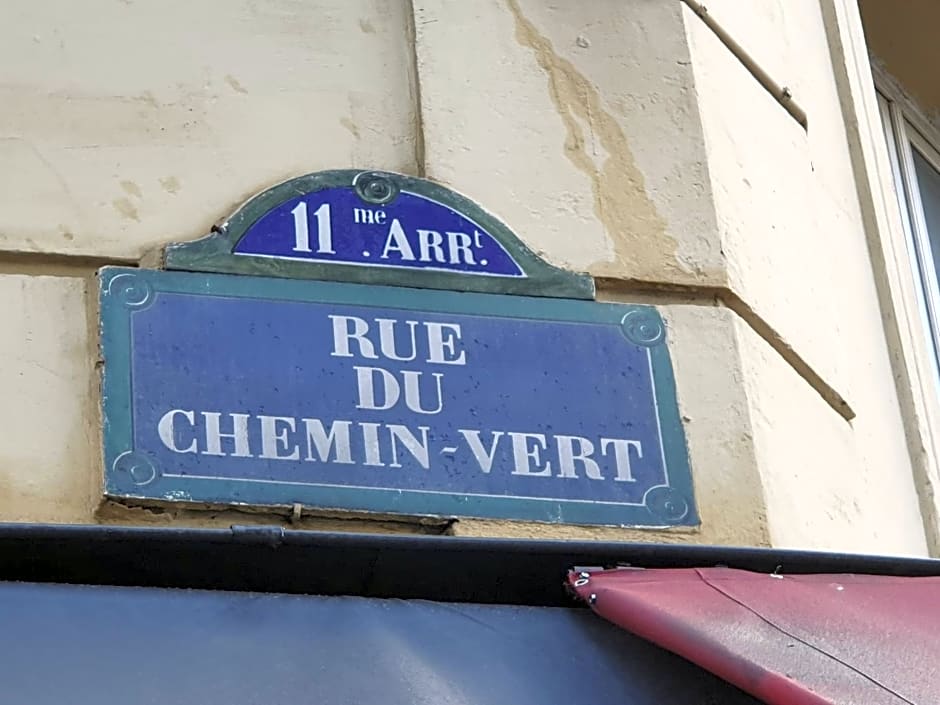 11me. ARRt.
RUE
DU
CHEMIN-VERT